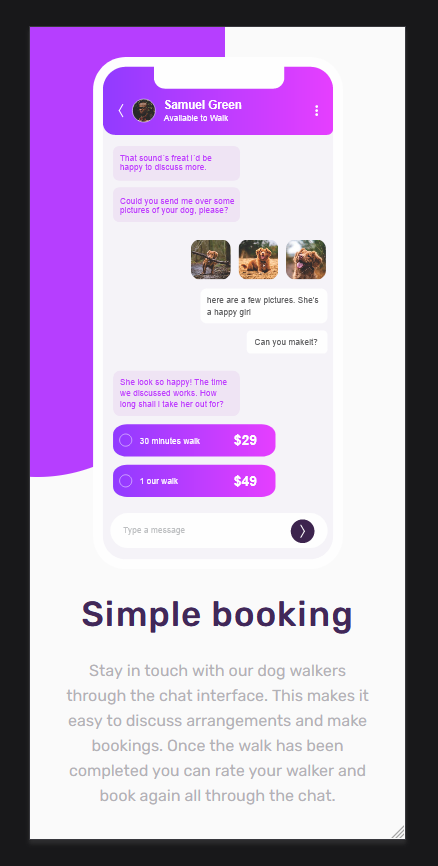 Samuel Green
Available to Walk
That sound´s freat I´d be
happy to discuss more.
Could you send me over some
pictures of your dog, please?
here are a few pictures. She's
a happy girl
Can you makeit?
She look so happy! The time
we discussed works. How
long shall I take her out for?
30 minutes walk $29
1 our walk $49
Type a message
Simple booking
Stay in touch with our dog walkers
through the chat interface. This makes it
easy to discuss arrangements and make
bookings. Once the walk has been
completed you can rate your walker and
book again all through the chat.